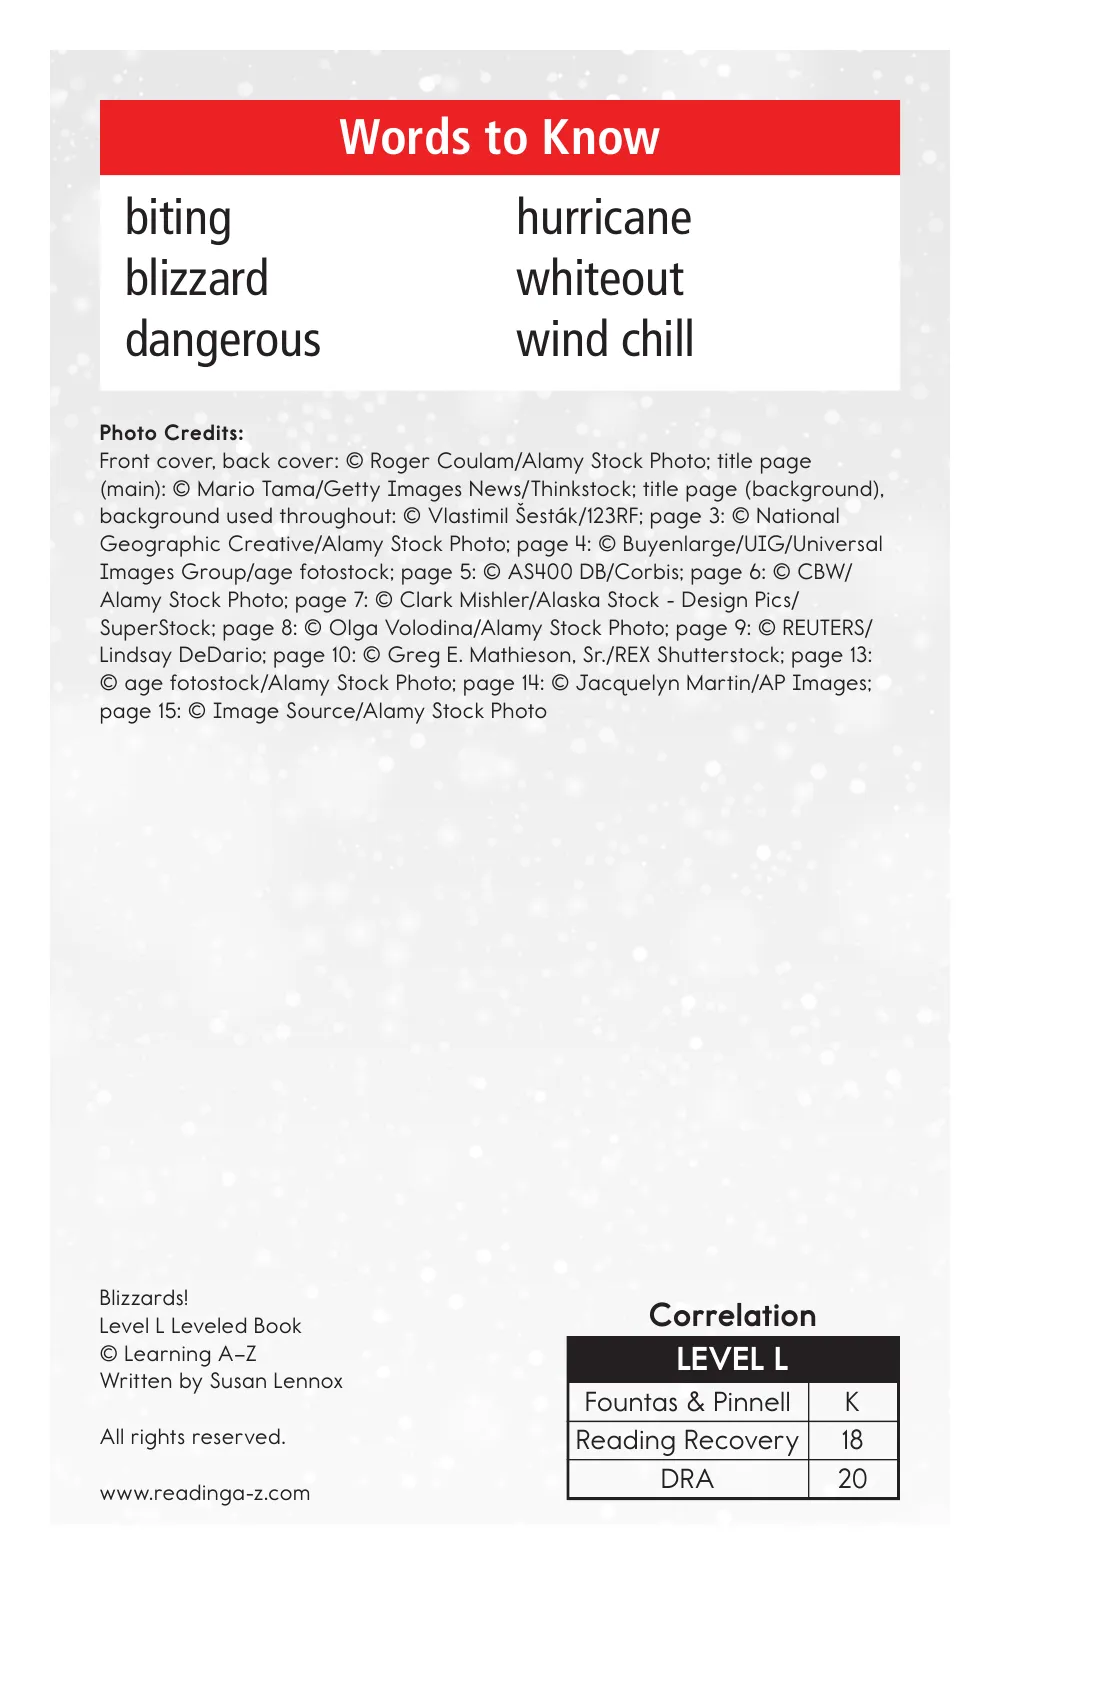 Words to Know
biting
blizzard
dangerous
hurricane
whiteout
wind chill
Photo Credits:
Front cover, back cover: © Roger Coulam/Alamy Stock Photo; title page
(main): © Mario Tama/Getty Images News/Thinkstock; title page (background),
background used throughout: © Vlastimil Šesták/123RF; page 3: © National
Geographic Creative/Alamy Stock Photo; page 4: © Buyenlarge/UIG/Universal
Images Group/age fotostock; page 5: © AS400 DB/Corbis; page 6: © CBW/
Alamy Stock Photo; page 7: © Clark Mishler/Alaska Stock - Design Pics/
SuperStock; page 8: © Olga Volodina/Alamy Stock Photo; page 9: © REUTERS/
Lindsay DeDario; page 10: © Greg E. Mathieson, Sr./REX Shutterstock; page 13:
© age fotostock/Alamy Stock Photo; page 14: © Jacquelyn Martin/AP Images;
page 15: © Image Source/Alamy Stock Photo
Blizzards!
Level L Leveled Book
© Learning A–Z
Written by Susan Lennox
All rights reserved.
www.readinga-z.com
Correlation
LEVEL L
Fountas & Pinnell K
Reading Recovery 18
DRA 20